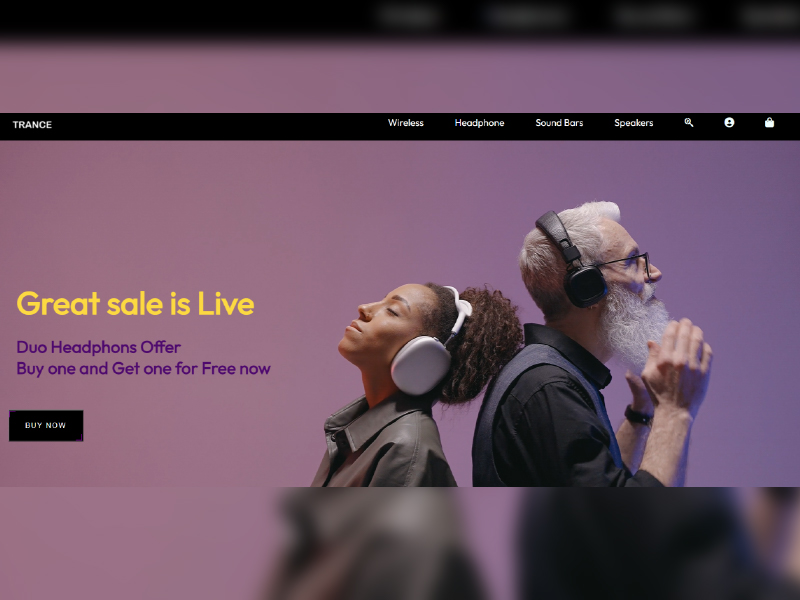 TRANCE
Wireless
Headphone
Sound Bars
Speakers
Great sale is Live
Duo Headphons Offer
Buy one and Get one for Free now
BUY NOW